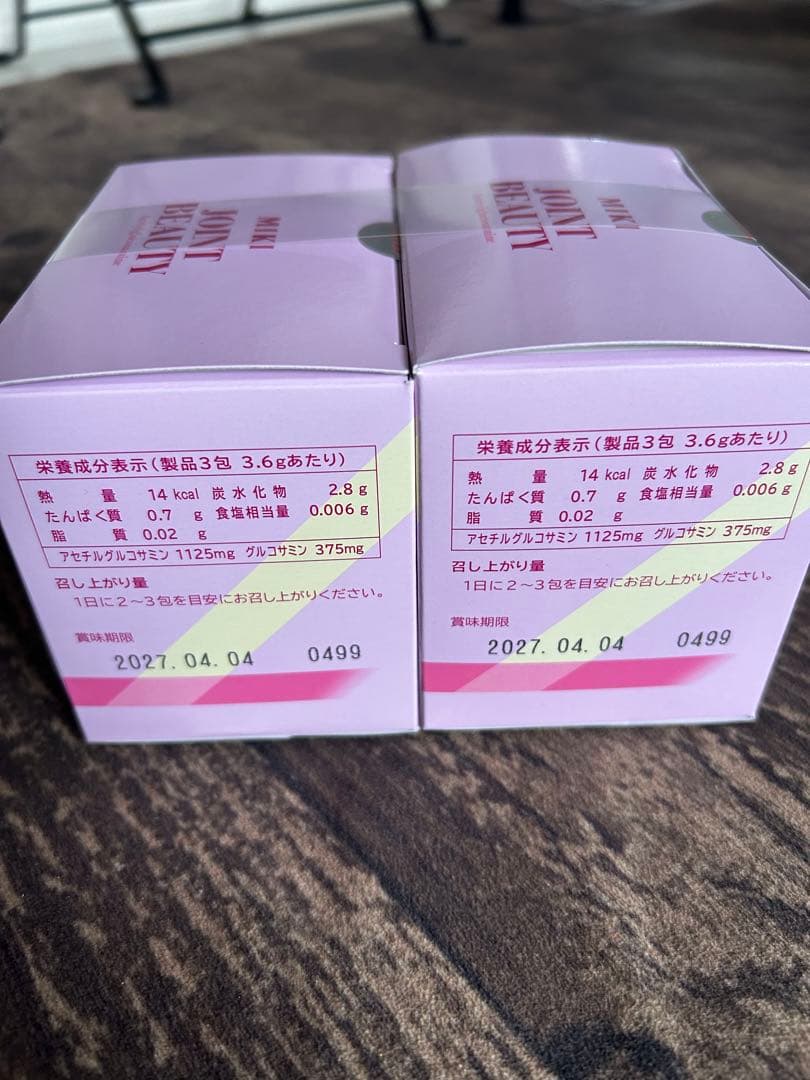 MIKI
JOINT
BEAUTY
栄養成分表示(製品3包 3.6gあたり)
熱量 14 kcal 炭水化物 2.8 g
たんぱく質 0.7 g 食塩相当量 0.006 g
脂質 0.02 g
アセチルグルコサミン 1125mg グルコサミン 375mg
召し上がり量
1日に2~3包を目安にお召し上がりください。
賞味期限
2027.04.04 0499
MIKI
JOINT
BEAUTY
栄養成分表示(製品3包 3.6gあたり)
熱量 14 kcal 炭水化物 2.8 g
たんぱく質 0.7 g 食塩相当量 0.006 g
脂質 0.02 g
アセチルグルコサミン 1125mg グルコサミン 375mg
召し上がり量
1日に2~3包を目安にお召し上がりください。
賞味期限
2027.04.04 0499